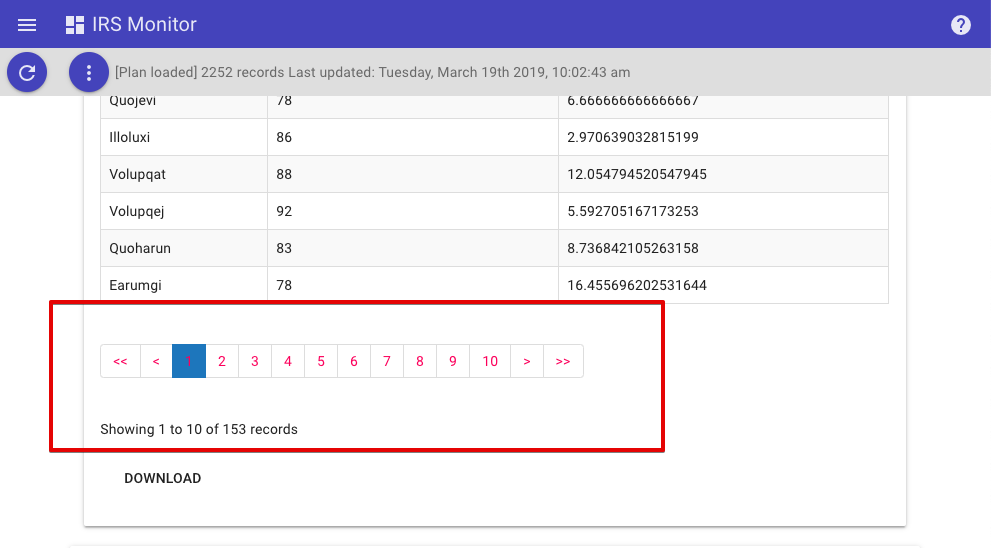 IRS Monitor
[Plan loaded] 2252 records Last updated: Tuesday, March 19th 2019, 10:02:43 am
Quojevi 78 6.666666666666667
Illoluxi 86 2.970639032815199
Volupqat 88 12.054794520547945
Volupqej 92 5.592705167173253
Quoharun 83 8.736842105263158
Earumgi 78 16.455696202531644
<< < 1 2 3 4 5 6 7 8 9 10 > >>
Showing 1 to 10 of 153 records
DOWNLOAD